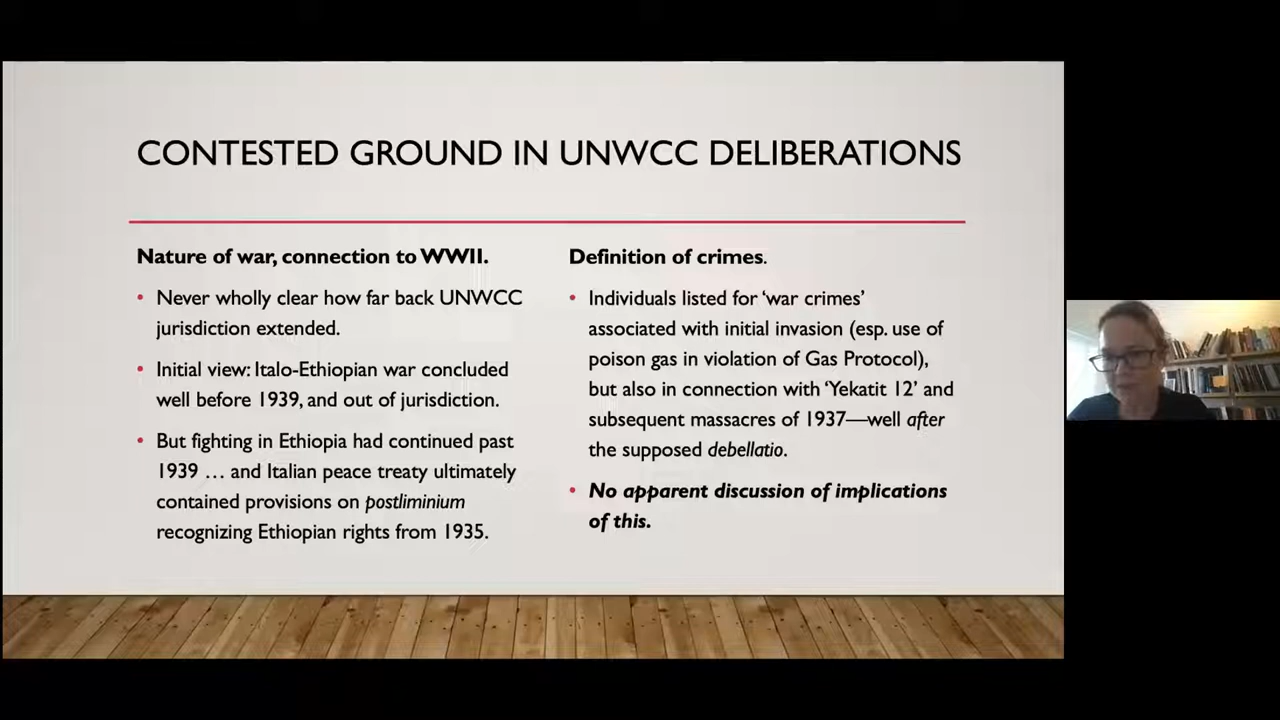 CONTESTED GROUND IN UNWCC DELIBERATIONS
Nature of war, connection to WWII.
• Never wholly clear how far back UNWCC
jurisdiction extended.
• Initial view: Italo-Ethiopian war concluded
well before 1939, and out of jurisdiction.
• But fighting in Ethiopia had continued past
1939 … and Italian peace treaty ultimately
contained provisions on postliminium
recognizing Ethiopian rights from 1935.
Definition of crimes.
• Individuals listed for ‘war crimes’
associated with initial invasion (esp. use of
poison gas in violation of Gas Protocol),
but also in connection with ‘Yekatit 12’ and
subsequent massacres of 1937—well after
the supposed debellatio.
• No apparent discussion of implications
of this.